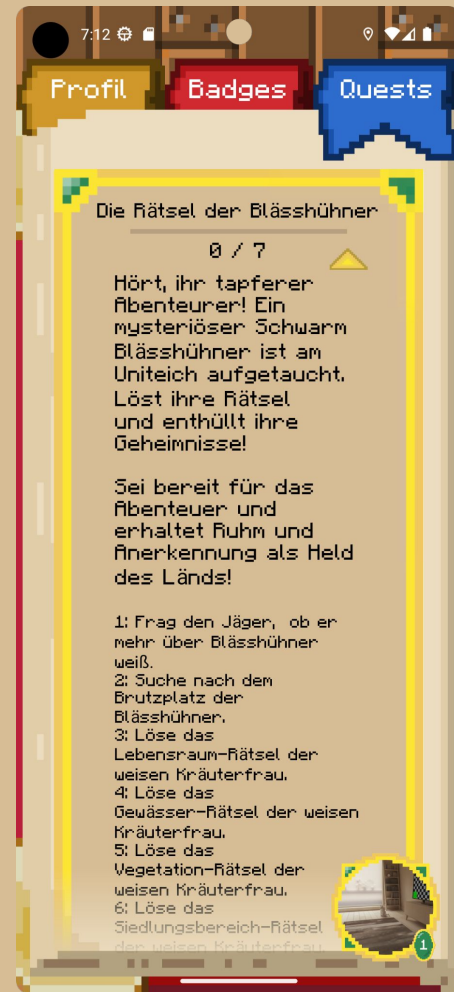 7:12
Profil Badges Quests
Die Rätsel der Blässhühner
0 / 7
Hört, ihr tapferer
Abenteurer! Ein
mysteriöser Schwarm
Blässhühner ist am
Uniteich aufgetaucht.
Löst ihre Rätsel
und enthüllt ihre
Geheimnisse!
Sei bereit für das
Abenteuer und
erhaltet Ruhm und
Anerkennung als Held
des Länds!
1: Frag den Jäger, ob er
mehr über Blässhühner
weiß.
2: Suche nach dem
Brutzplatz der
Blässhühner.
3: Löse das
Lebensraum-Rätsel der
weisen Kräuterfrau.
4: Löse das
Gewässer-Rätsel der weisen
Kräuterfrau.
5: Löse das
Vegetation-Rätsel der
weisen Kräuterfrau.
6: Löse das
Siedlungsbereich-Rätsel
der weisen Kräuterfrau
1